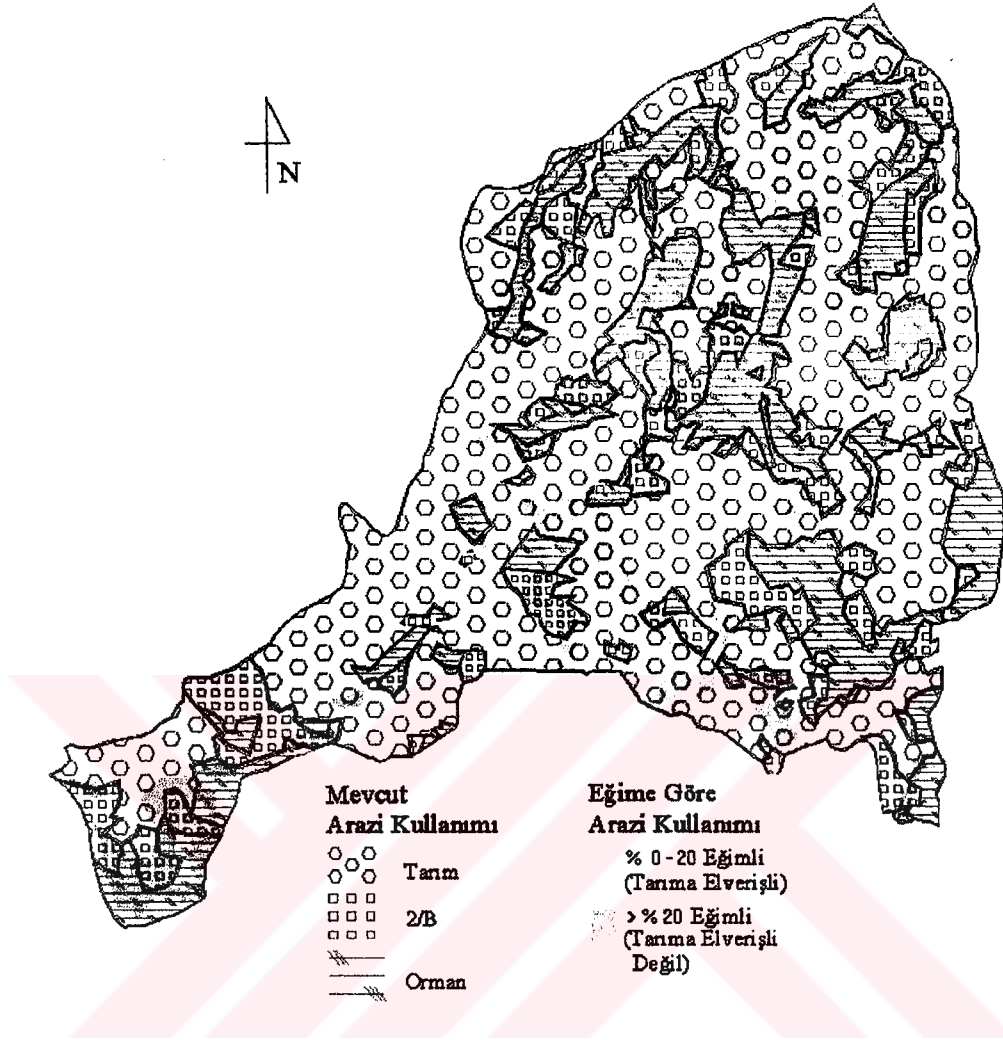 N
Mevcut
Arazi Kullanımı
Tarım
2/B
Orman
Eğime Göre
Arazi Kullanımı
% 0 - 20 Eğimli
(Tarıma Elverişli)
> % 20 Eğimli
(Tarıma Elverişli
Değil)